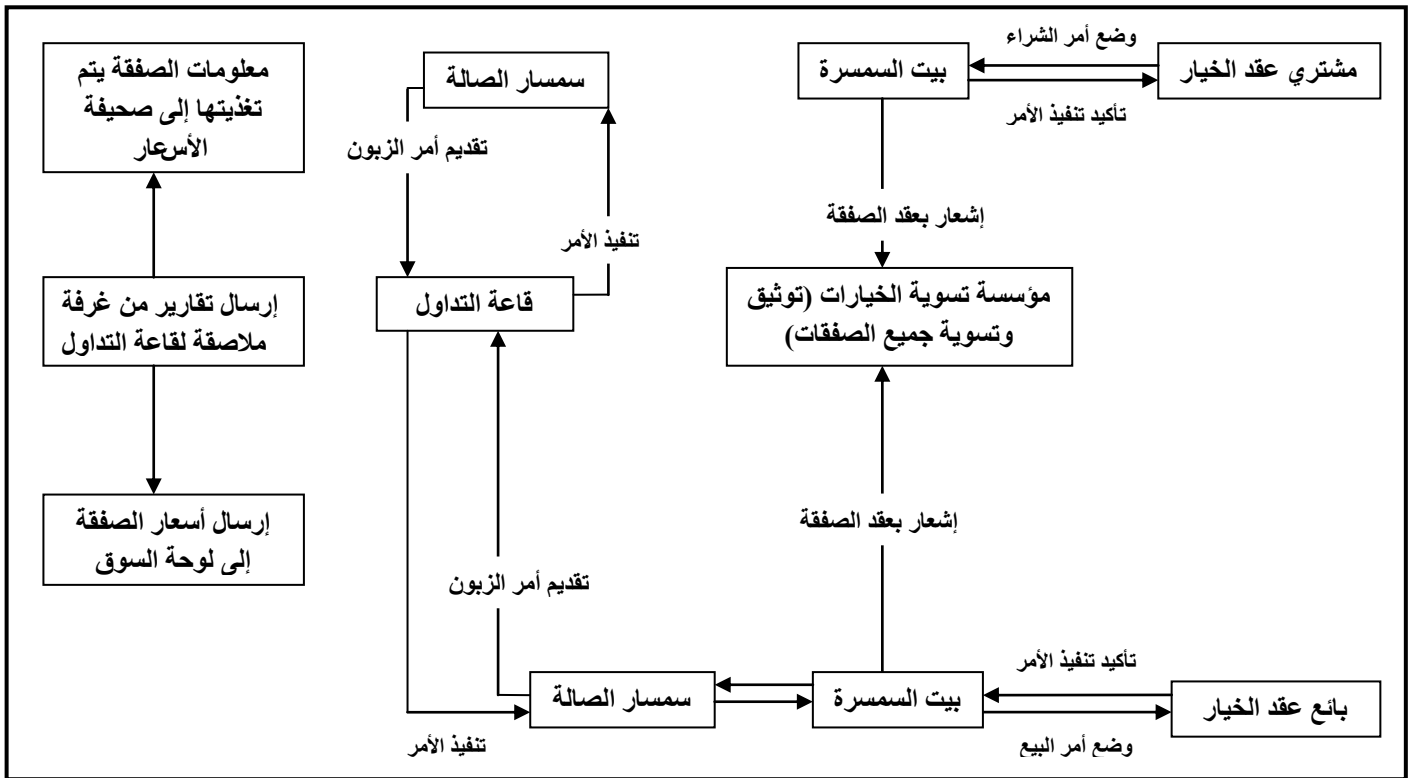 وضع أمر الشراء
مشتري عقد الخيار
بيت السمسرة
تأكيد تنفيذ الأمر
سمسار الصالة
معلومات الصفقة يتم
تغذيتها إلى صحيفة
الأسعار
تقديم أمر الزبون
إشعار بعقد الصفقة
تنفيذ الأمر
مؤسسة تسوية الخيارات (توثيق
وتسوية جميع الصفقات)
قاعة التداول
إرسال تقارير من غرفة
ملاصقة لقاعة التداول
إشعار بعقد الصفقة
إرسال أسعار الصفقة
إلى لوحة السوق
تقديم أمر الزبون
تأكيد تنفيذ الأمر
بائع عقد الخيار
بيت السمسرة
سمسار الصالة
وضع أمر البيع
تنفيذ الأمر